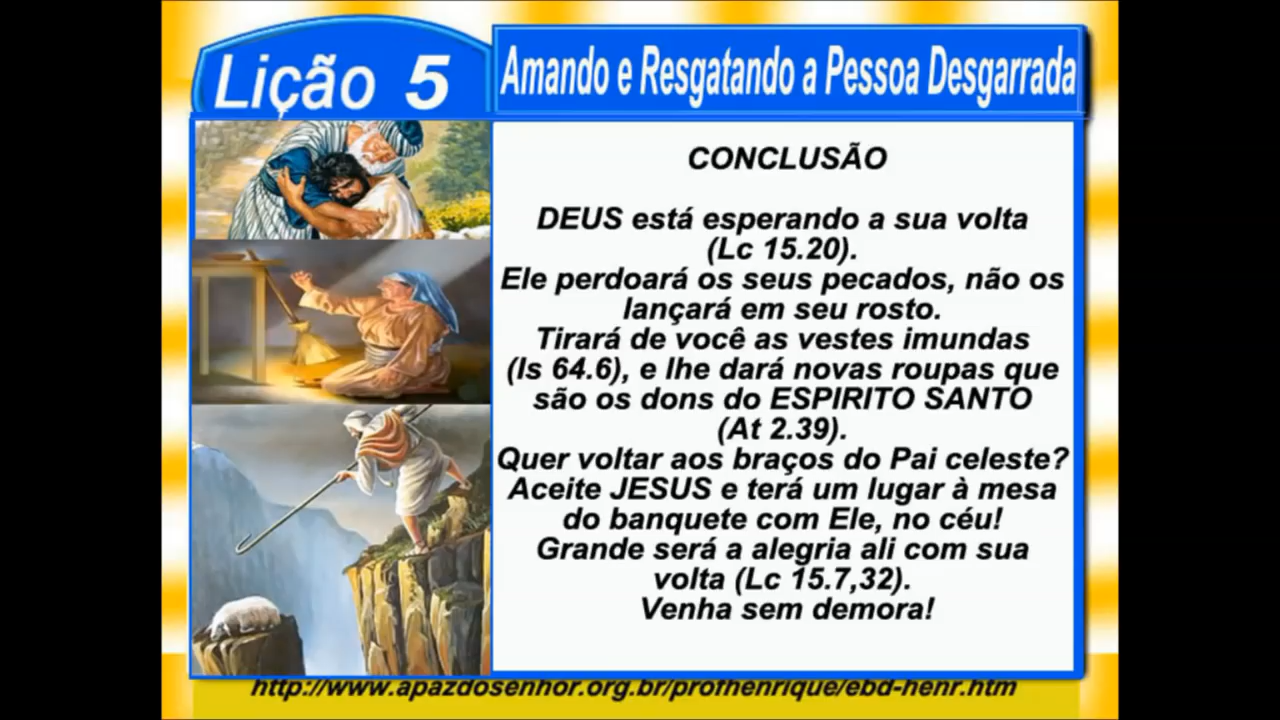 Lição 5
Amando e Resgatando a Pessoa Desgarrada
CONCLUSÃO
DEUS está esperando a sua volta
(Lc 15.20).
Ele perdoará os seus pecados, não os
lançará em seu rosto.
Tirará de você as vestes imundas
(Is 64.6), e lhe dará novas roupas que
são os dons do ESPIRITO SANTO
(At 2.39).
Quer voltar aos braços do Pai celeste?
Aceite JESUS e terá um lugar à mesa
do banquete com Ele, no céu!
Grande será a alegria ali com sua
volta (Lc 15.7,32).
Venha sem demora!
http://www.apazdosenhor.org.br/profhenrique/ebd-henr.htm